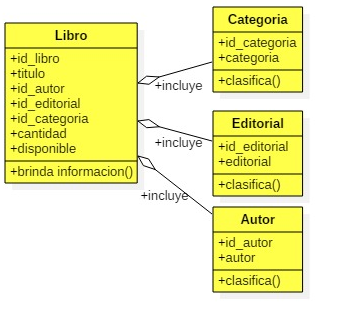 Libro
+id_libro
+titulo
+id_autor
+id_editorial
+id_categoria
+cantidad
+disponible
+brinda informacion()
+incluye
+incluye
+incluye
Categoria
+id_categoria
+categoria
+clasifica()
Editorial
+id_editorial
+editorial
+clasifica()
Autor
+id_autor
+autor
+clasifica()